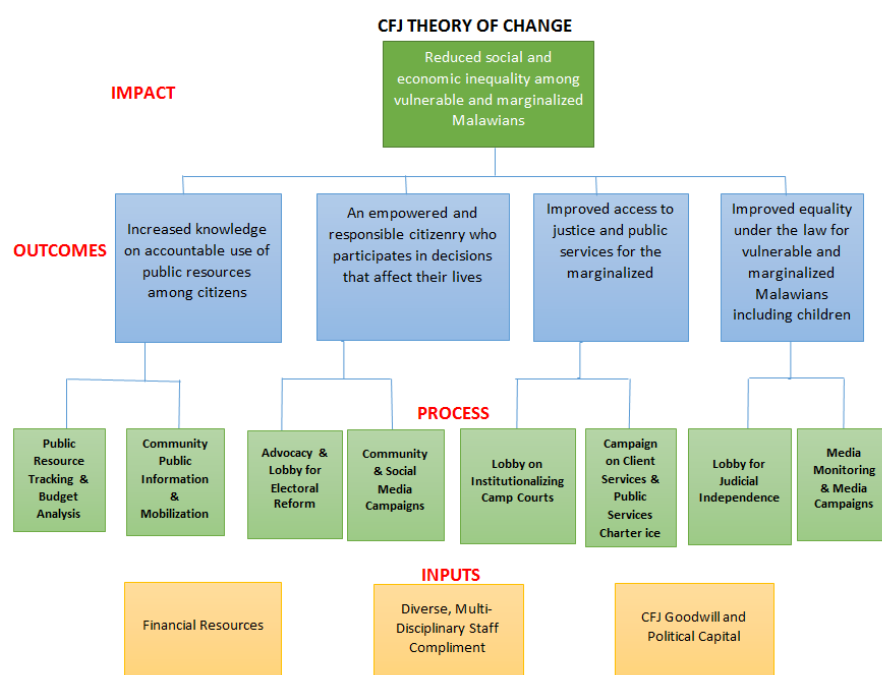 CFJ THEORY OF CHANGE
IMPACT
Reduced social and
economic inequality among
vulnerable and marginalized
Malawians
OUTCOMES
Increased knowledge
on accountable use of
public resources
among citizens
An empowered and
responsible citizenry who
participates in decisions
that affect their lives
Improved access to
justice and public
services for the
marginalized
Improved equality
under the law for
vulnerable and
marginalized
Malawians
including children
PROCESS
Public
Resource
Tracking &
Budget
Analysis
Community
Public
Information
&
Mobilization
Advocacy &
Lobby for
Electoral
Reform
Community
& Social
Media
Campaigns
Lobby on
Institutionalizing
Camp Courts
Campaign
on Client
Services &
Public
Services
Charter ice
Lobby for
Judicial
Independence
Media
Monitoring
& Media
Campaigns
INPUTS
Financial Resources
Diverse, Multi-
Disciplinary Staff
Compliment
CFJ Goodwill and
Political Capital